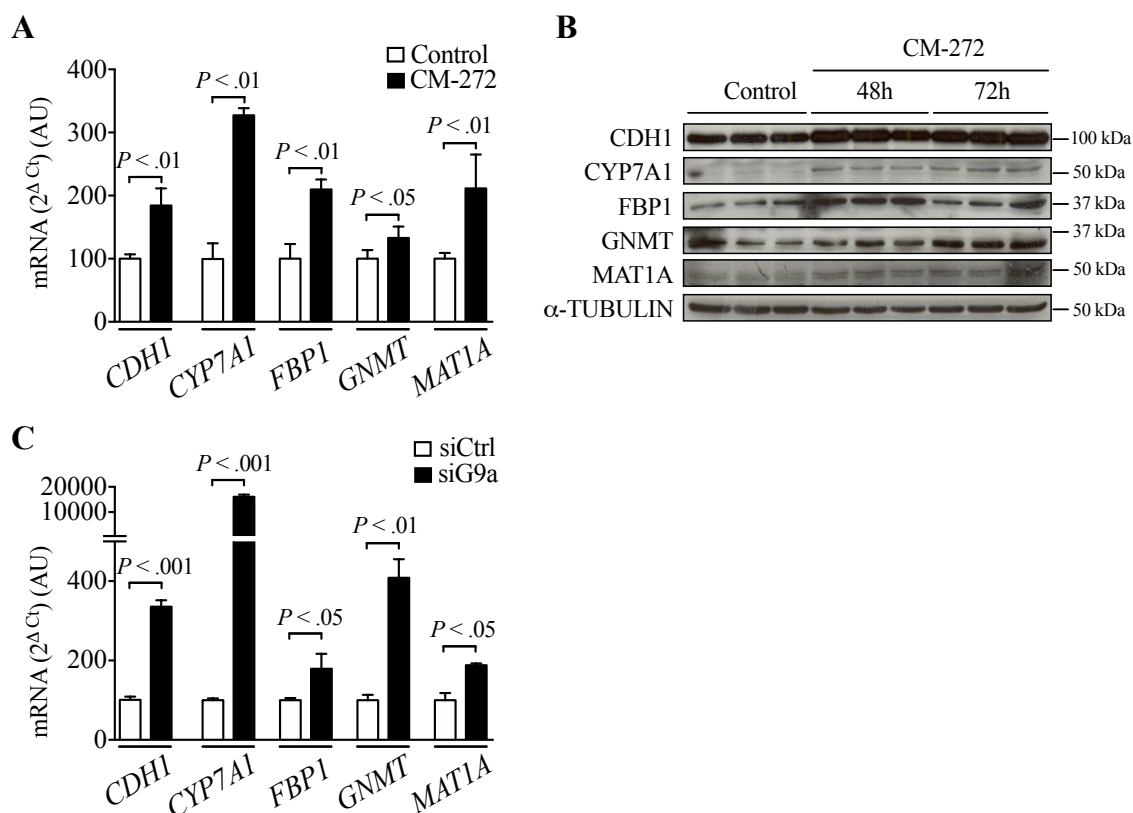 A
Control
CM-272
mRNA (2^Δ Ct) (AU)
400
300
200
100
0
P < .01
P < .01
P < .01
P < .05
P < .01
CDH1
CYP7A1
FBP1
GNMT
MAT1A
B
CM-272
Control 48h 72h
CDH1 100 kDa
CYP7A1 50 kDa
FBP1 37 kDa
GNMT 37 kDa
MAT1A 50 kDa
α-TUBULIN 50 kDa
C
siCtrl
siG9a
mRNA (2^Δ Ct) (AU)
20000
10000
400
200
0
P < .001
P < .001
P < .05
P < .01
P < .05
CDH1
CYP7A1
FBP1
GNMT
MAT1A